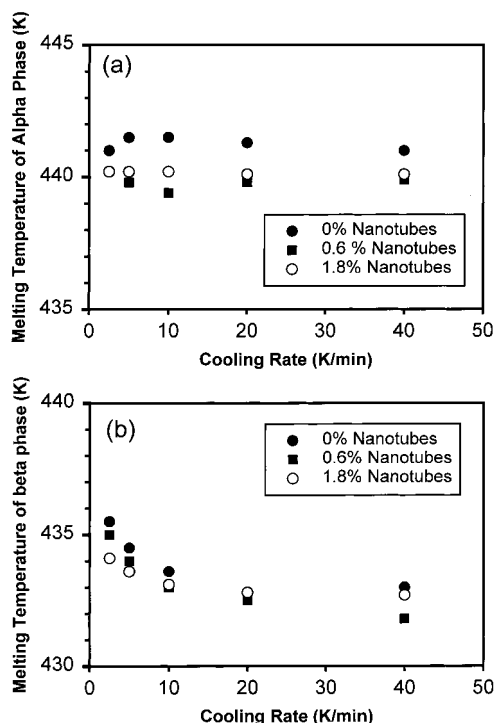 Melting Temperature of Alpha Phase (K)
445
440
435
(a)
0% Nanotubes
0.6 % Nanotubes
1.8% Nanotubes
0 10 20 30 40 50
Cooling Rate (K/min)
Melting Temperature of beta phase (K)
440
435
430
(b)
0% Nanotubes
0.6% Nanotubes
1.8% Nanotubes
0 10 20 30 40 50
Cooling Rate (K/min)